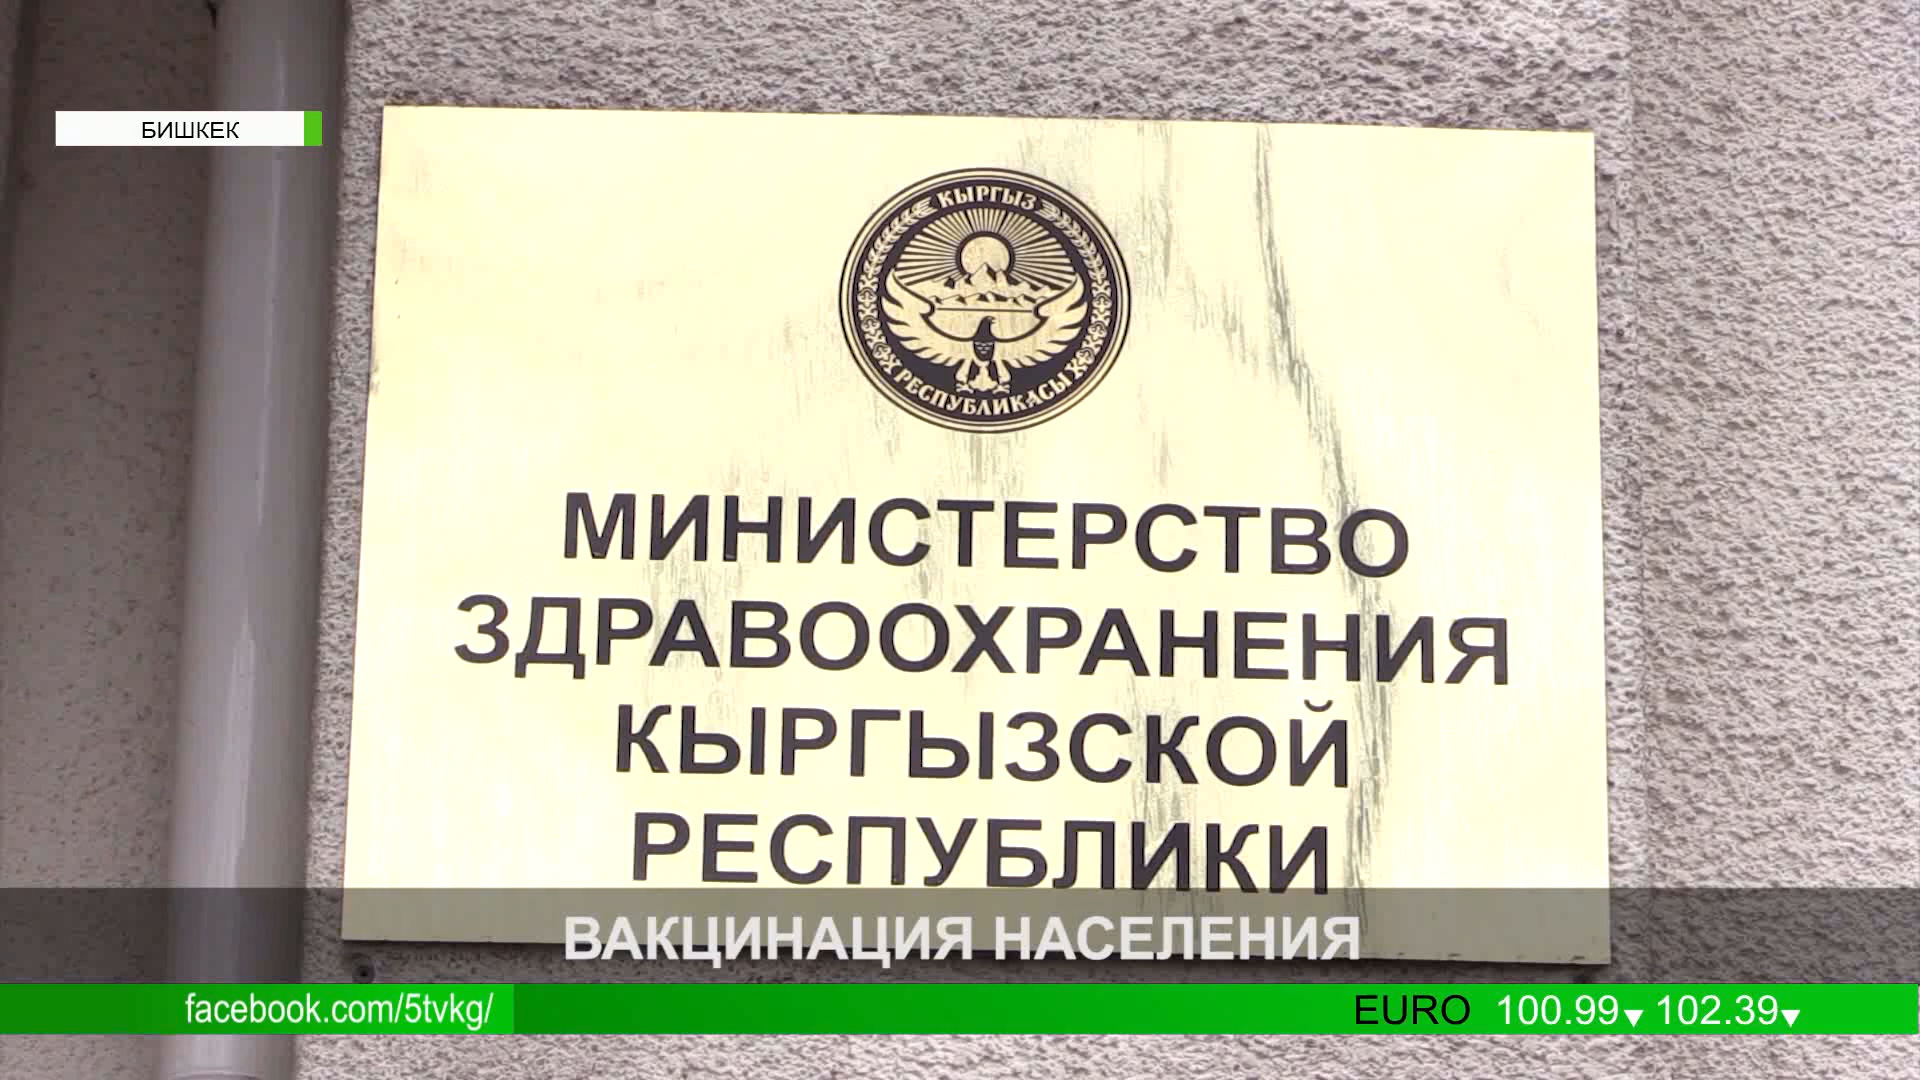 БИШКЕК
КЫРГЫЗ
РЕСПУБЛИКАСЫ
МИНИСТЕРСТВО
ЗДРАВООХРАНЕНИЯ
КЫРГЫЗСКОЙ
РЕСПУБЛИКИ
ВАКЦИНАЦИЯ НАСЕЛЕНИЯ
facebook.com/5tvkg/ EURO 100.99 102.39